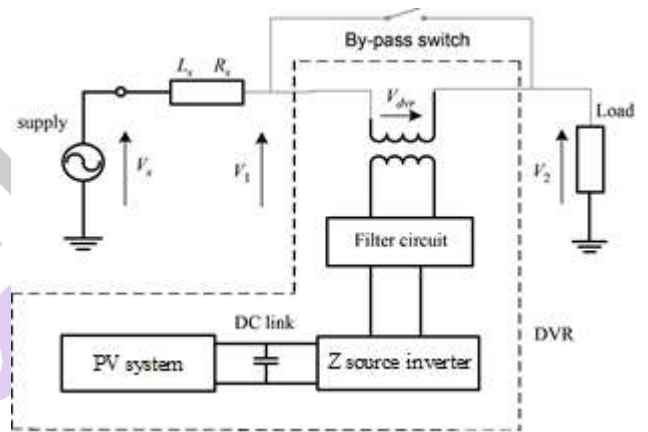 By-pass switch
Ls Rs
Vdvr
supply
Load
Vs
V1
V2
Filter circuit
DC link
DVR
PV system
Z source inverter